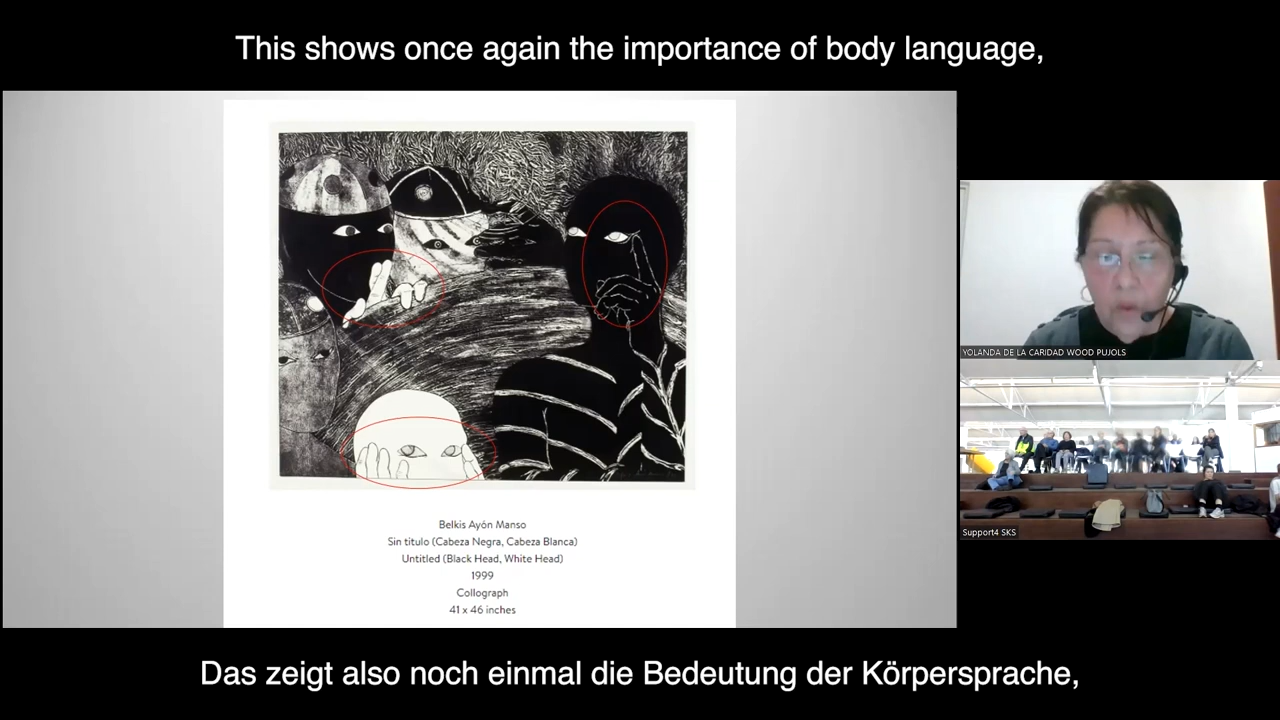 This shows once again the importance of body language,
Belkis Ayón Manso
Sin titulo (Cabeza Negra, Cabeza Blanca)
Untitled (Black Head, White Head)
1999
Collograph
41 x 46 inches
YOLANDA DE LA CARIDAD WOOD PUJOLS
Support4 SKS
Das zeigt also noch einmal die Bedeutung der Körpersprache,